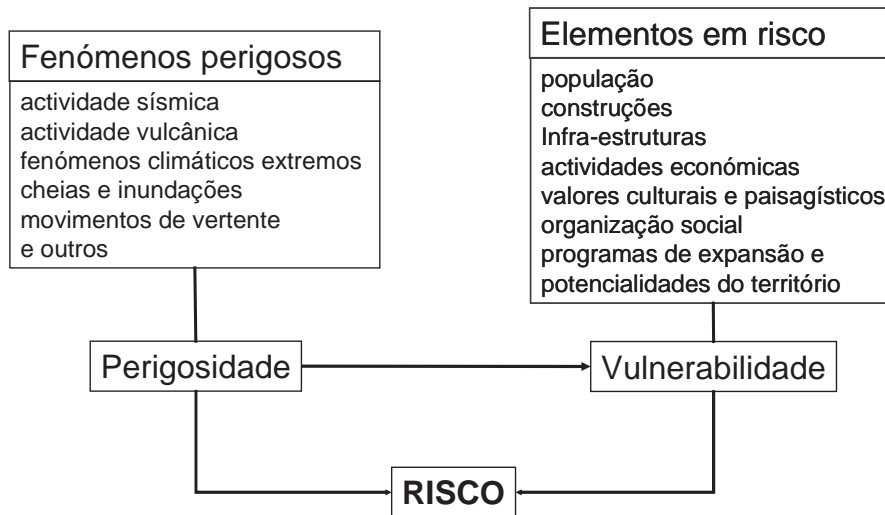 Fenómenos perigosos
actividade sísmica
actividade vulcânica
fenómenos climáticos extremos
cheias e inundações
movimentos de vertente
e outros
Elementos em risco
população
construções
Infra-estruturas
actividades económicas
valores culturais e paisagísticos
organização social
programas de expansão e
potencialidades do território
Perigosidade
Vulnerabilidade
RISCO